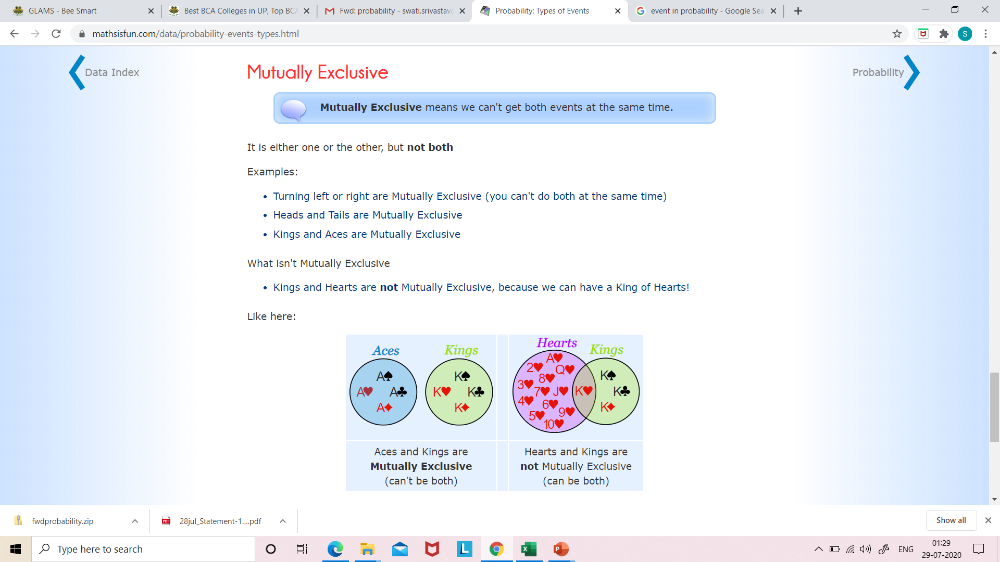 GLAMS - Bee Smart
Best BCA Colleges in UP, Top BCA
Fwd: probability - swati.srivastava
Probability: Types of Events
event in probability - Google Sea
mathsisfun.com/data/probability-events-types.html
S
Data Index
Probability
Mutually Exclusive
Mutually Exclusive means we can't get both events at the same time.
It is either one or the other, but not both
Examples:
• Turning left or right are Mutually Exclusive (you can't do both at the same time)
• Heads and Tails are Mutually Exclusive
• Kings and Aces are Mutually Exclusive
What isn't Mutually Exclusive
• Kings and Hearts are not Mutually Exclusive, because we can have a King of Hearts!
Like here:
Aces
A♠
A♥ A♣
A♦
Kings
K♠
K♥ K♣
K♦
Hearts
A♥
2♥ Q♥
8♥
3♥ 7♥ J♥
4♥ 6♥
5♥ 9♥
10♥
K♥
Kings
K♠
K♣
K♦
Aces and Kings are
Mutually Exclusive
(can't be both)
Hearts and Kings are
not Mutually Exclusive
(can be both)
fwdprobability.zip
PDF
28jul_Statement-1....pdf
Show all
Type here to search
L
X
P
ENG
01:29
29-07-2020